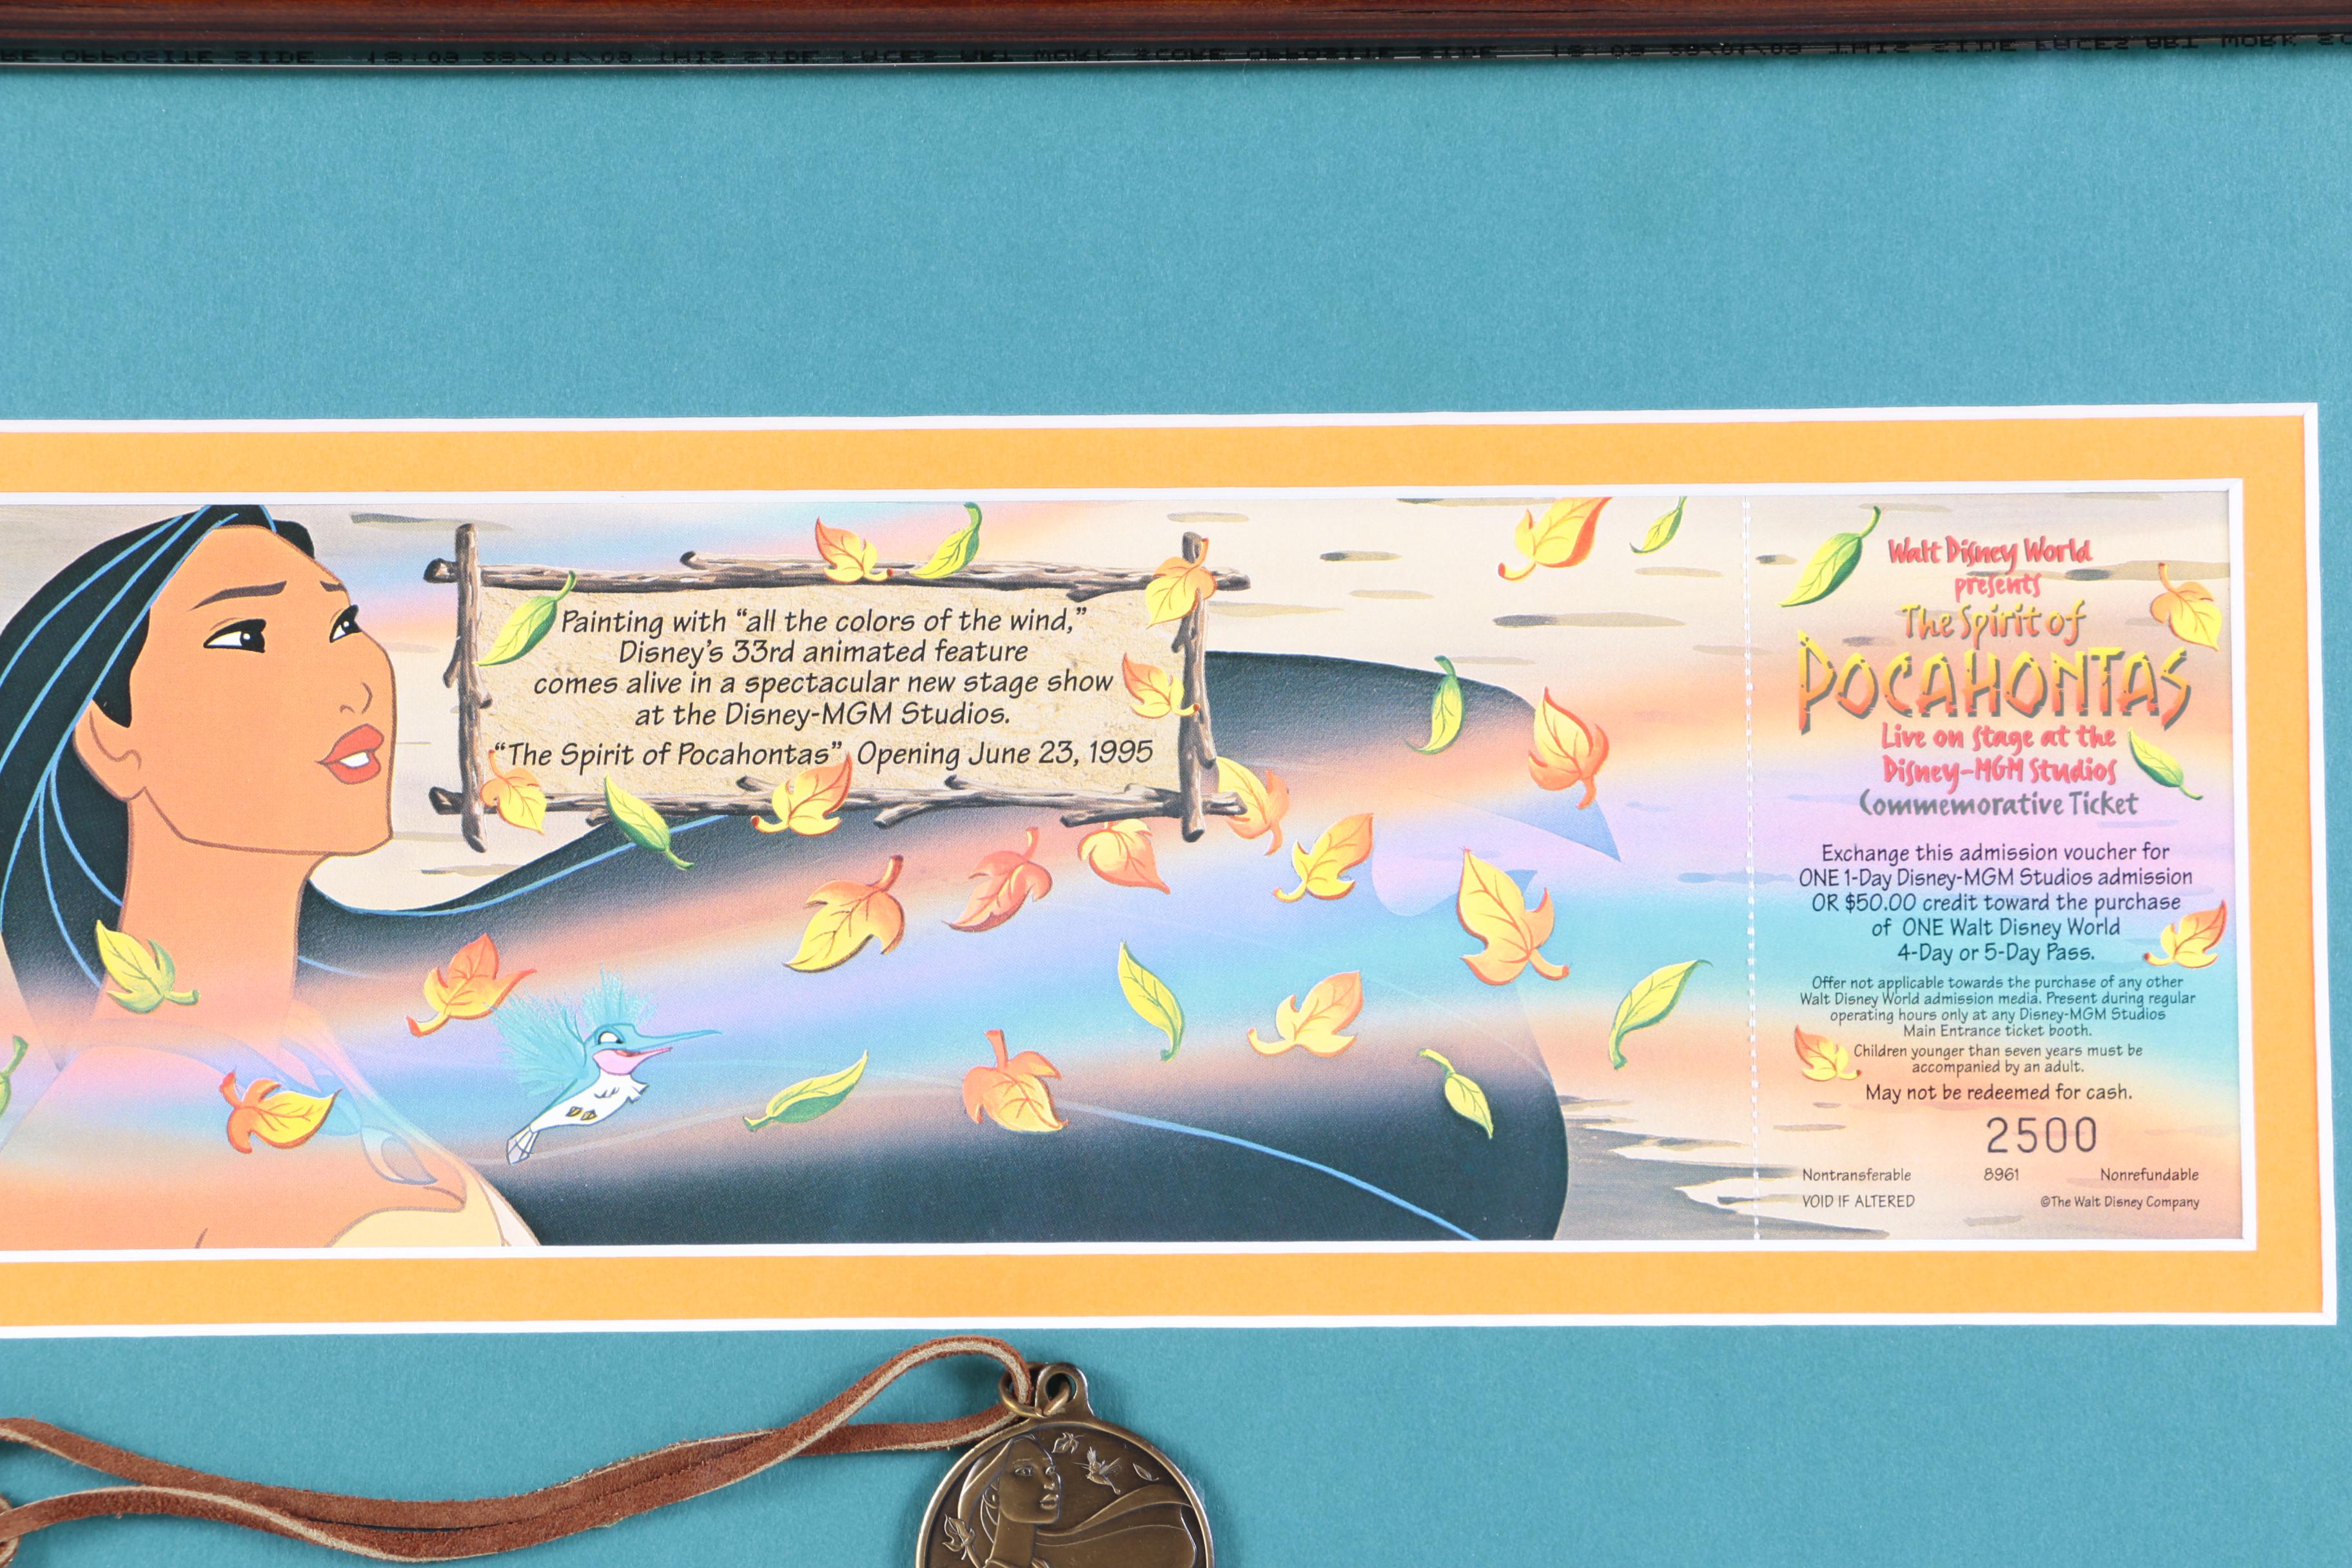 Painting with “all the colors of the wind,”
Disney’s 33rd animated feature
comes alive in a spectacular new stage show
at the Disney-MGM Studios.
“The Spirit of Pocahontas” Opening June 23, 1995
Walt Disney World
presents
The Spirit of
POCAHONTAS
Live on Stage at the
Disney-MGM Studios
Commemorative Ticket
Exchange this admission voucher for
ONE 1-Day Disney-MGM Studios admission
OR $50.00 credit toward the purchase
of ONE Walt Disney World
4-Day or 5-Day Pass.
Offer not applicable towards the purchase of any other
Walt Disney World admission media. Present during regular
operating hours only at any Disney-MGM Studios
Main Entrance ticket booth.
Children younger than seven years must be
accompanied by an adult.
May not be redeemed for cash.
2500
Nontransferable 8961 Nonrefundable
VOID IF ALTERED ©The Walt Disney Company